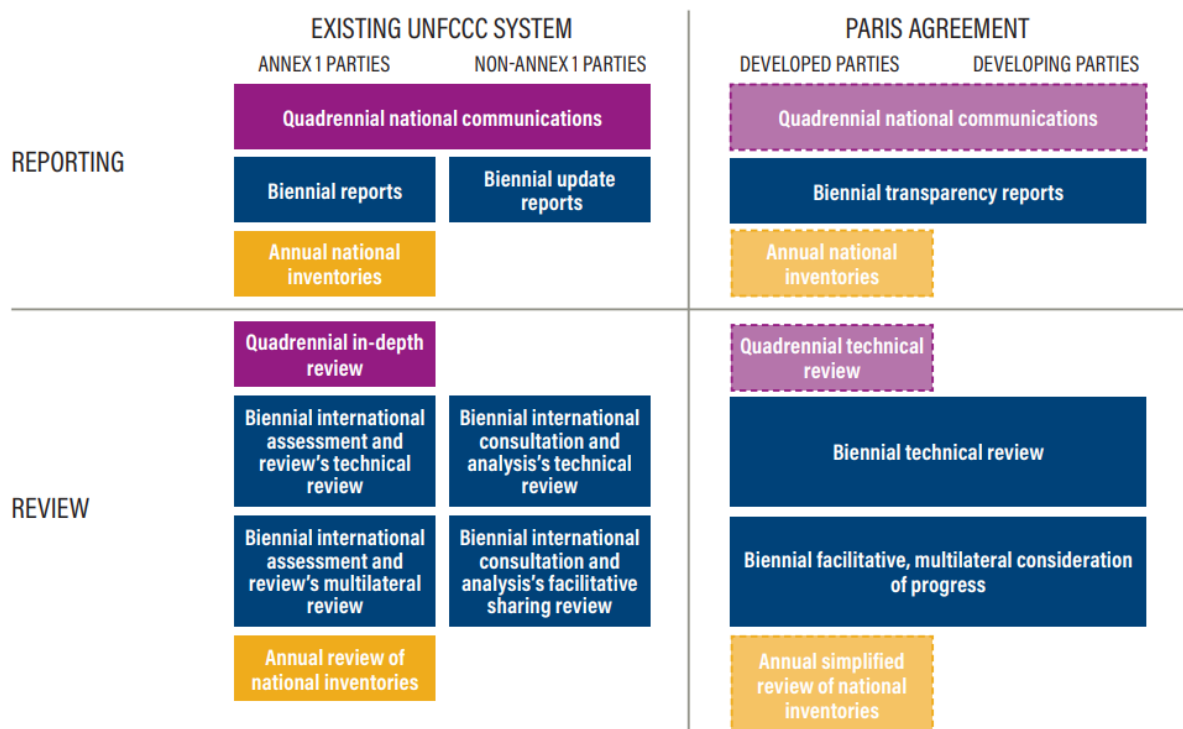 EXISTING UNFCCC SYSTEM
PARIS AGREEMENT
ANNEX 1 PARTIES
NON-ANNEX 1 PARTIES
DEVELOPED PARTIES
DEVELOPING PARTIES
REPORTING
Quadrennial national communications
Quadrennial national communications
Biennial reports
Biennial update
reports
Biennial transparency reports
Annual national
inventories
Annual national
inventories
REVIEW
Quadrennial in-depth
review
Quadrennial technical
review
Biennial international
assessment and
review's technical
review
Biennial international
consultation and
analysis's technical
review
Biennial technical review
Biennial international
assessment and
review's multilateral
review
Biennial international
consultation and
analysis's facilitative
sharing review
Biennial facilitative, multilateral consideration
of progress
Annual review of
national inventories
Annual simplified
review of national
inventories